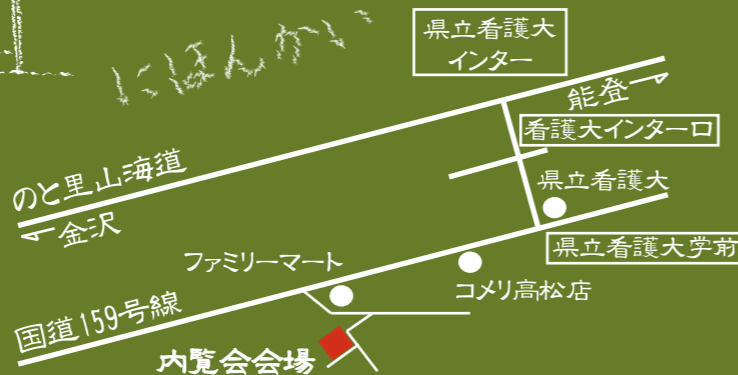 にほんかい
県立看護大
インター
能登
看護大インター口
のと里山海道
金沢
県立看護大
県立看護大学前
ファミリーマート
コメリ高松店
国道159号線
内覧会会場